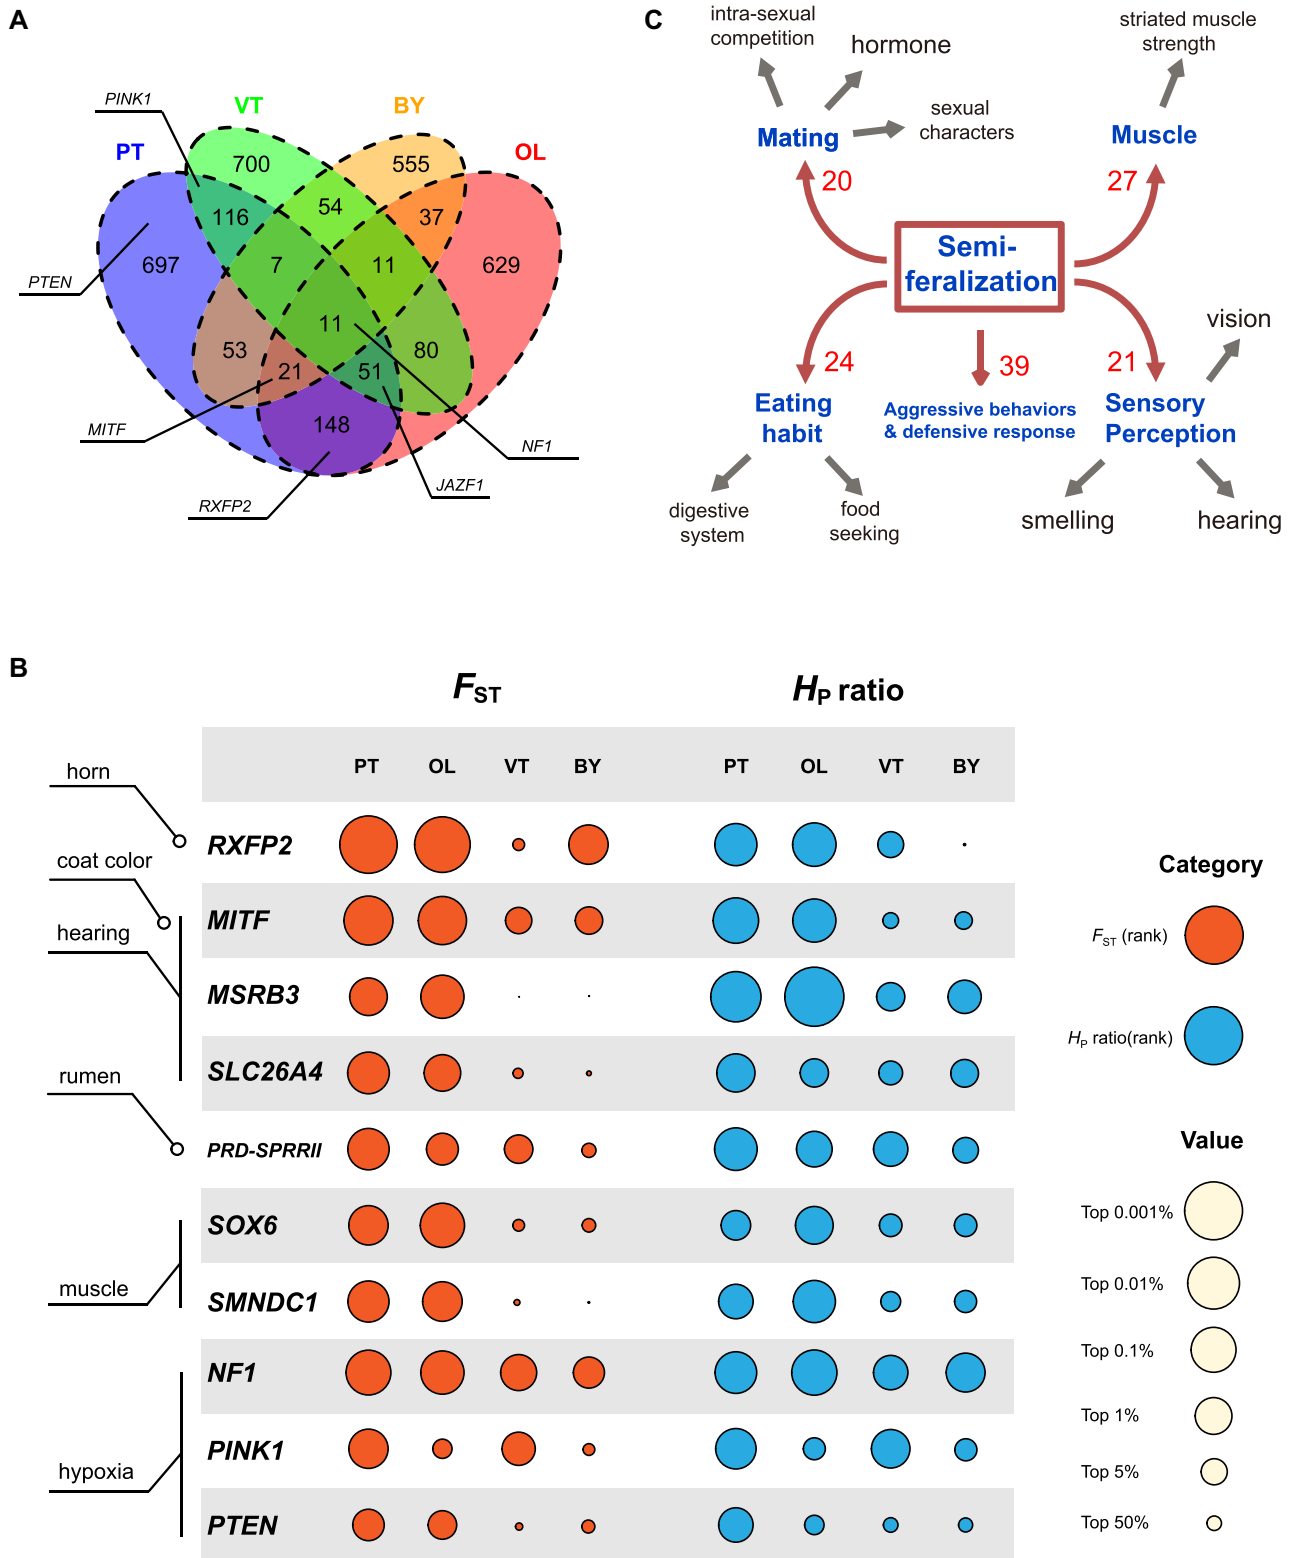 A
PINK1
VT
BY
PT
OL
700
555
116
54
37
697
7
11
629
PTEN
11
53
21
51
80
148
MITF
NF1
JAZF1
RXFP2
C
intra-sexual
competition
hormone
striated muscle
strength
sexual
characters
Mating
Muscle
20
27
Semi-
feralization
vision
24
39
21
Eating
habit
Aggressive behaviors
& defensive response
Sensory
Perception
digestive
system
food
seeking
smelling
hearing
B
FST
HP ratio
PT OL VT BY PT OL VT BY
horn
RXFP2
coat color
MITF
hearing
MSRB3
SLC26A4
rumen
PRD-SPRRII
SOX6
muscle
SMNDC1
NF1
PINK1
hypoxia
PTEN
Category
FST (rank)
HP ratio(rank)
Value
Top 0.001%
Top 0.01%
Top 0.1%
Top 1%
Top 5%
Top 50%